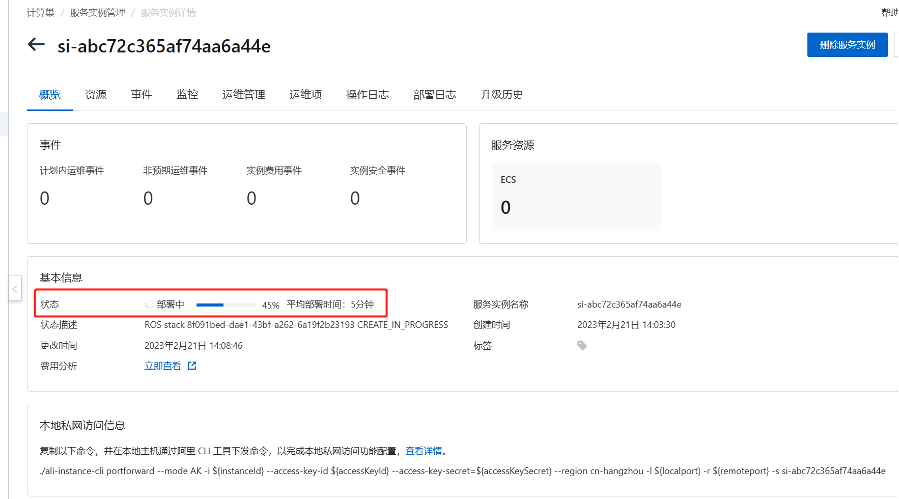 计算巢 / 服务实例管理 / 服务实例详情
帮助
← si-abc72c365af74aa6a44e
删除服务实例
概览 资源 事件 监控 运维管理 运维项 操作日志 部署日志 升级历史
事件
计划内运维事件 非预期运维事件 实例费用事件 实例安全事件
0 0 0 0
服务资源
ECS
0
基本信息
状态 部署中 45% 平均部署时间：5分钟
服务实例名称 si-abc72c365af74aa6a44e
状态描述 ROS stack 8f091bed-dae1-43bf-a262-6a19f2b23193 CREATE_IN_PROGRESS
创建时间 2023年2月21日 14:03:30
更改时间 2023年2月21日 14:08:46
标签
费用分析 立即查看
本地私网访问信息
复制以下命令，并在本地主机通过阿里 CLI 工具下发命令，以完成本地私网访问功能配置，查看详情。
./ali-instance-cli portforward --mode AK -i ${instanceId} --access-key-id ${accessKeyId} --access-key-secret=${accessKeySecret} --region cn-hangzhou -l ${localport} -r ${remoteport} -s si-abc72c365af74aa6a44e